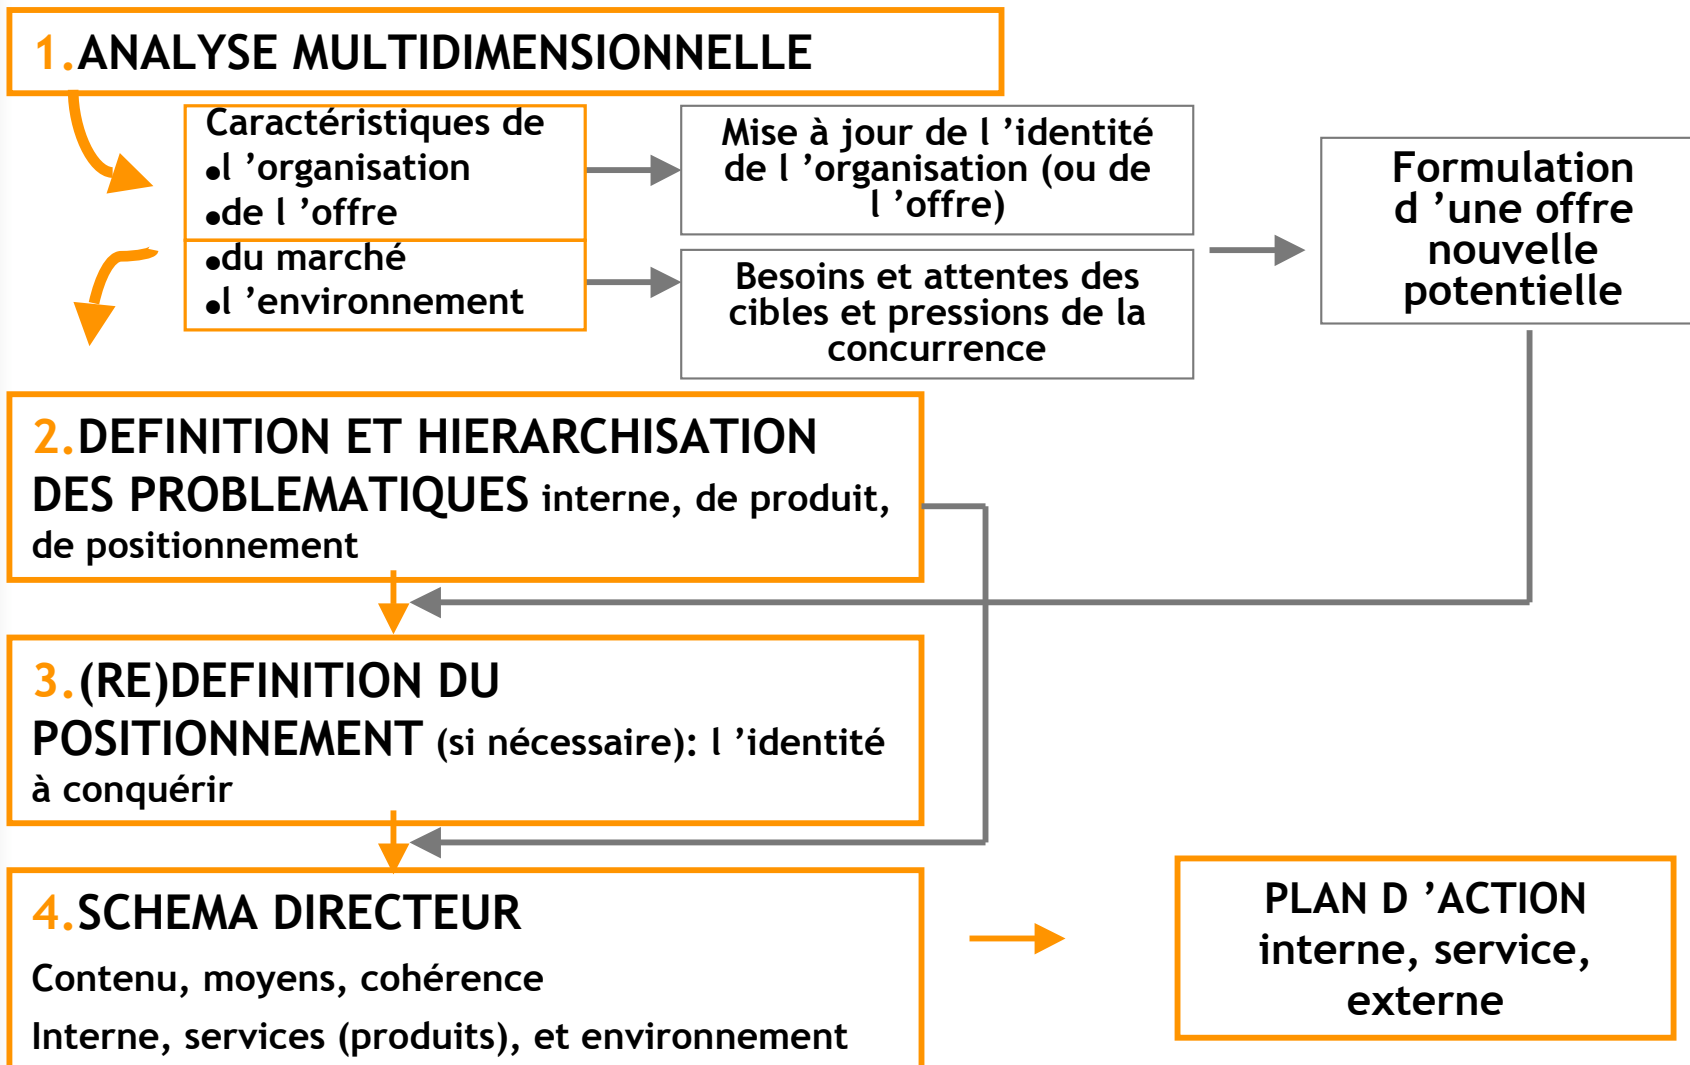 1.ANALYSE MULTIDIMENSIONNELLE
Caractéristiques de
●l ’organisation
●de l ’offre
●du marché
●l ’environnement
Mise à jour de l ’identité
de l ’organisation (ou de
l ’offre)
Besoins et attentes des
cibles et pressions de la
concurrence
Formulation
d ’une offre
nouvelle
potentielle
2.DEFINITION ET HIERARCHISATION
DES PROBLEMATIQUES interne, de produit,
de positionnement
3.(RE)DEFINITION DU
POSITIONNEMENT (si nécessaire): l ’identité
à conquérir
4.SCHEMA DIRECTEUR
Contenu, moyens, cohérence
Interne, services (produits), et environnement
PLAN D ’ACTION
interne, service,
externe